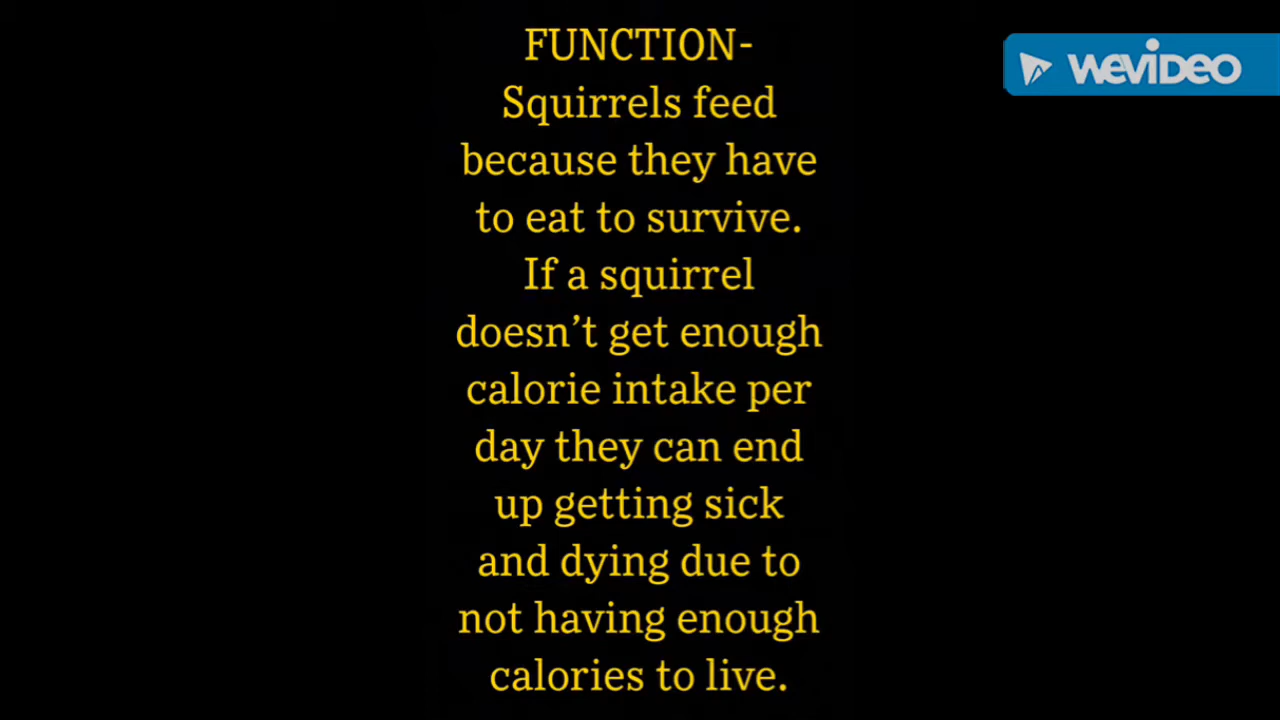 FUNCTION-
Squirrels feed
because they have
to eat to survive.
If a squirrel
doesn’t get enough
calorie intake per
day they can end
up getting sick
and dying due to
not having enough
calories to live.
WEVIDEO